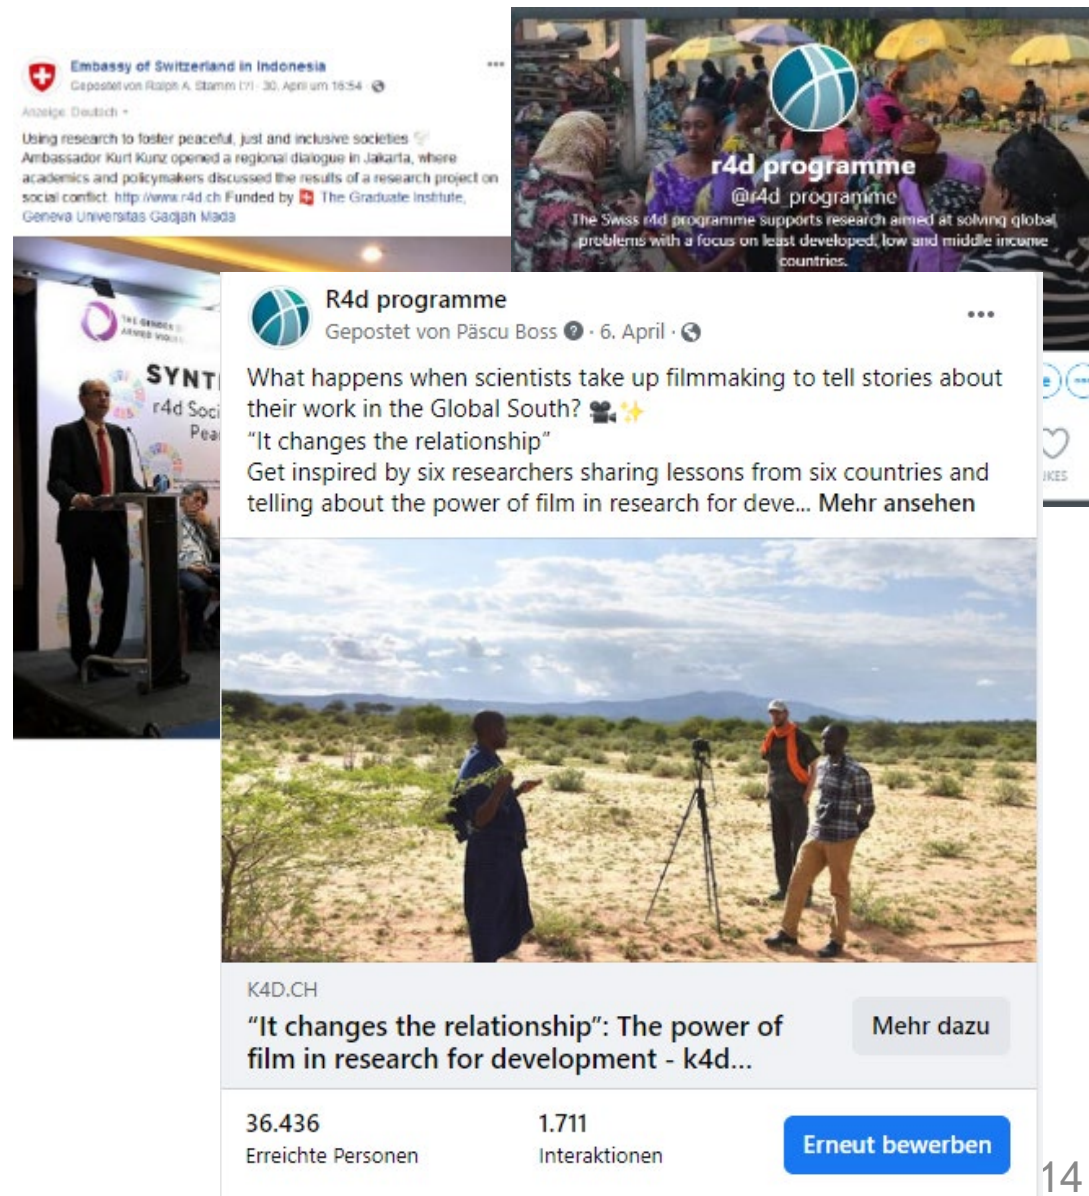 Embassy of Switzerland in Indonesia
Gepostet von Ralph A. Stamm [?] · 30. April um 16:54 ·
Anzeige: Deutsch
Using research to foster peaceful, just and inclusive societies
Ambassador Kurt Kunz opened a regional dialogue in Jakarta, where
academics and policymakers discussed the results of a research project on
social conflict. http://www.r4d.ch Funded by The Graduate Institute,
Geneva Universitas Gadjah Mada
SYNT
r4d Soci
Pea
r4d programme
@r4d_programme
The Swiss r4d programme supports research aimed at solving global
problems with a focus on least developed, low and middle income
countries.
R4d programme
Gepostet von Päscu Boss · 6. April ·
What happens when scientists take up filmmaking to tell stories about
their work in the Global South? 🎥✨
“It changes the relationship”
Get inspired by six researchers sharing lessons from six countries and
telling about the power of film in research for deve... Mehr ansehen
K4D.CH
“It changes the relationship”: The power of
film in research for development - k4d...
Mehr dazu
36.436
Erreichte Personen
1.711
Interaktionen
Erneut bewerben
14